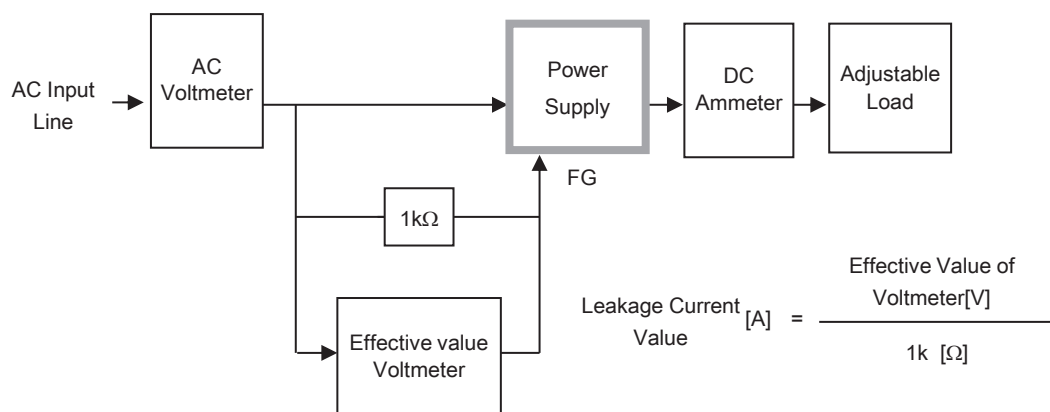 AC Input
Line
AC
Voltmeter
Power
Supply
DC
Ammeter
Adjustable
Load
FG
1kΩ
Effective value
Voltmeter
Leakage Current
Value
[A] =
Effective Value of
Voltmeter[V]
1k [Ω]